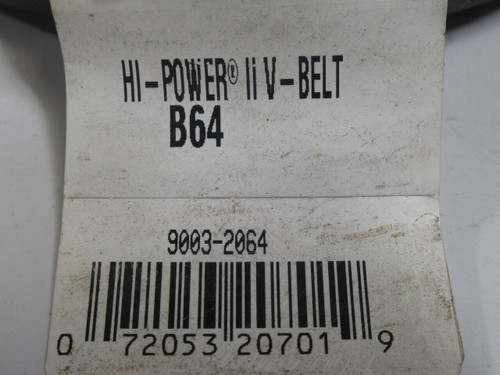 HI-POWER® II V-BELT
B64
9003-2064
0 72053 20701 9